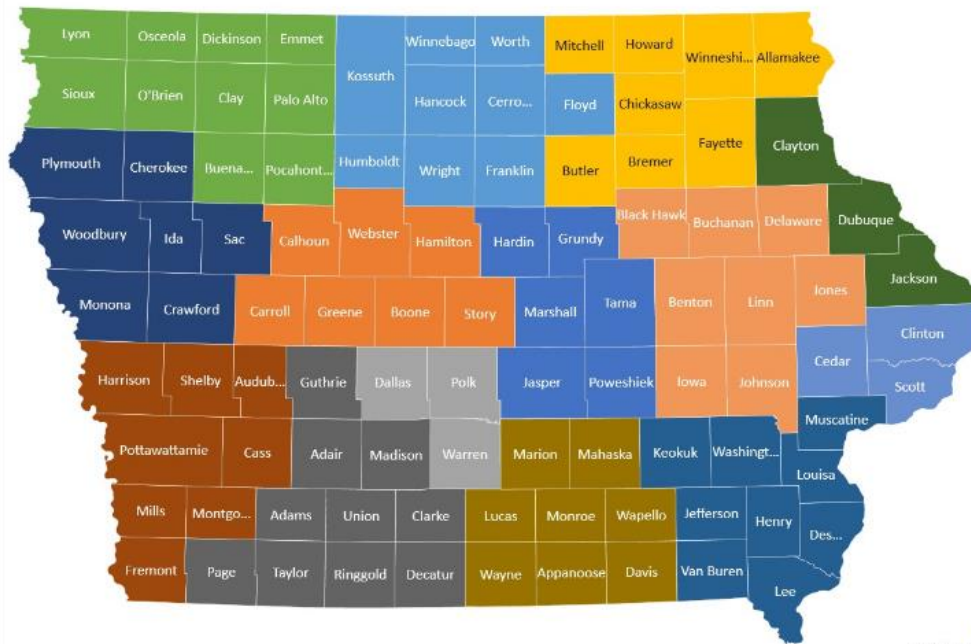 Lyon Osceola Dickinson Emmet Winnebago Worth Mitchell Howard Winneshi... Allamakee
Kossuth
Sioux O'Brien Clay Palo Alto Hancock Cerro... Floyd Chickasaw
Fayette Clayton
Plymouth Cherokee Buena... Pocahont... Humboldt Wright Franklin Butler Bremer
Woodbury Ida Sac Calhoun Webster Hamilton Hardin Grundy Black Hawk Buchanan Delaware Dubuque
Monona Crawford Carroll Greene Boone Story Marshall Tama Benton Linn Jones Jackson
Clinton
Harrison Shelby Audub... Guthrie Dallas Polk Jasper Poweshiek Iowa Johnson Cedar Scott
Muscatine
Pottawattamie Cass Adair Madison Warren Marion Mahaska Keokuk Washingt... Louisa
Mills Montgo... Adams Union Clarke Lucas Monroe Wapello Jefferson Henry Des...
Fremont Page Taylor Ringgold Decatur Wayne Appanoose Davis Van Buren Lee